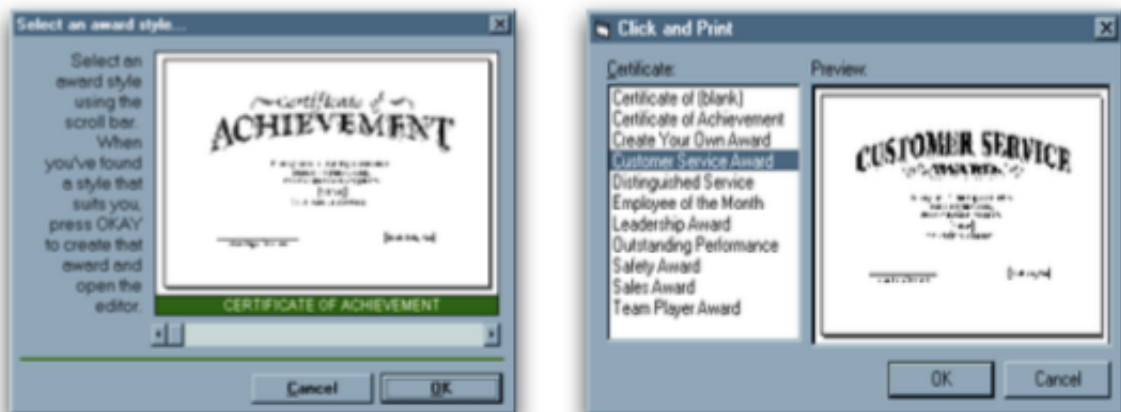 Select an award style...
Select an
award style
using the
scroll bar.
When
you've found
a style that
suits you,
press OKAY
to create that
award and
open the
editor.
Certificate of
ACHIEVEMENT
CERTIFICATE OF ACHIEVEMENT
Cancel
OK
Click and Print
Certificate:
Certificate of (blank)
Certificate of Achievement
Create Your Own Award
Customer Service Award
Distinguished Service
Employee of the Month
Leadership Award
Outstanding Performance
Safety Award
Sales Award
Team Player Award
Preview:
CUSTOMER SERVICE
AWARD
OK
Cancel